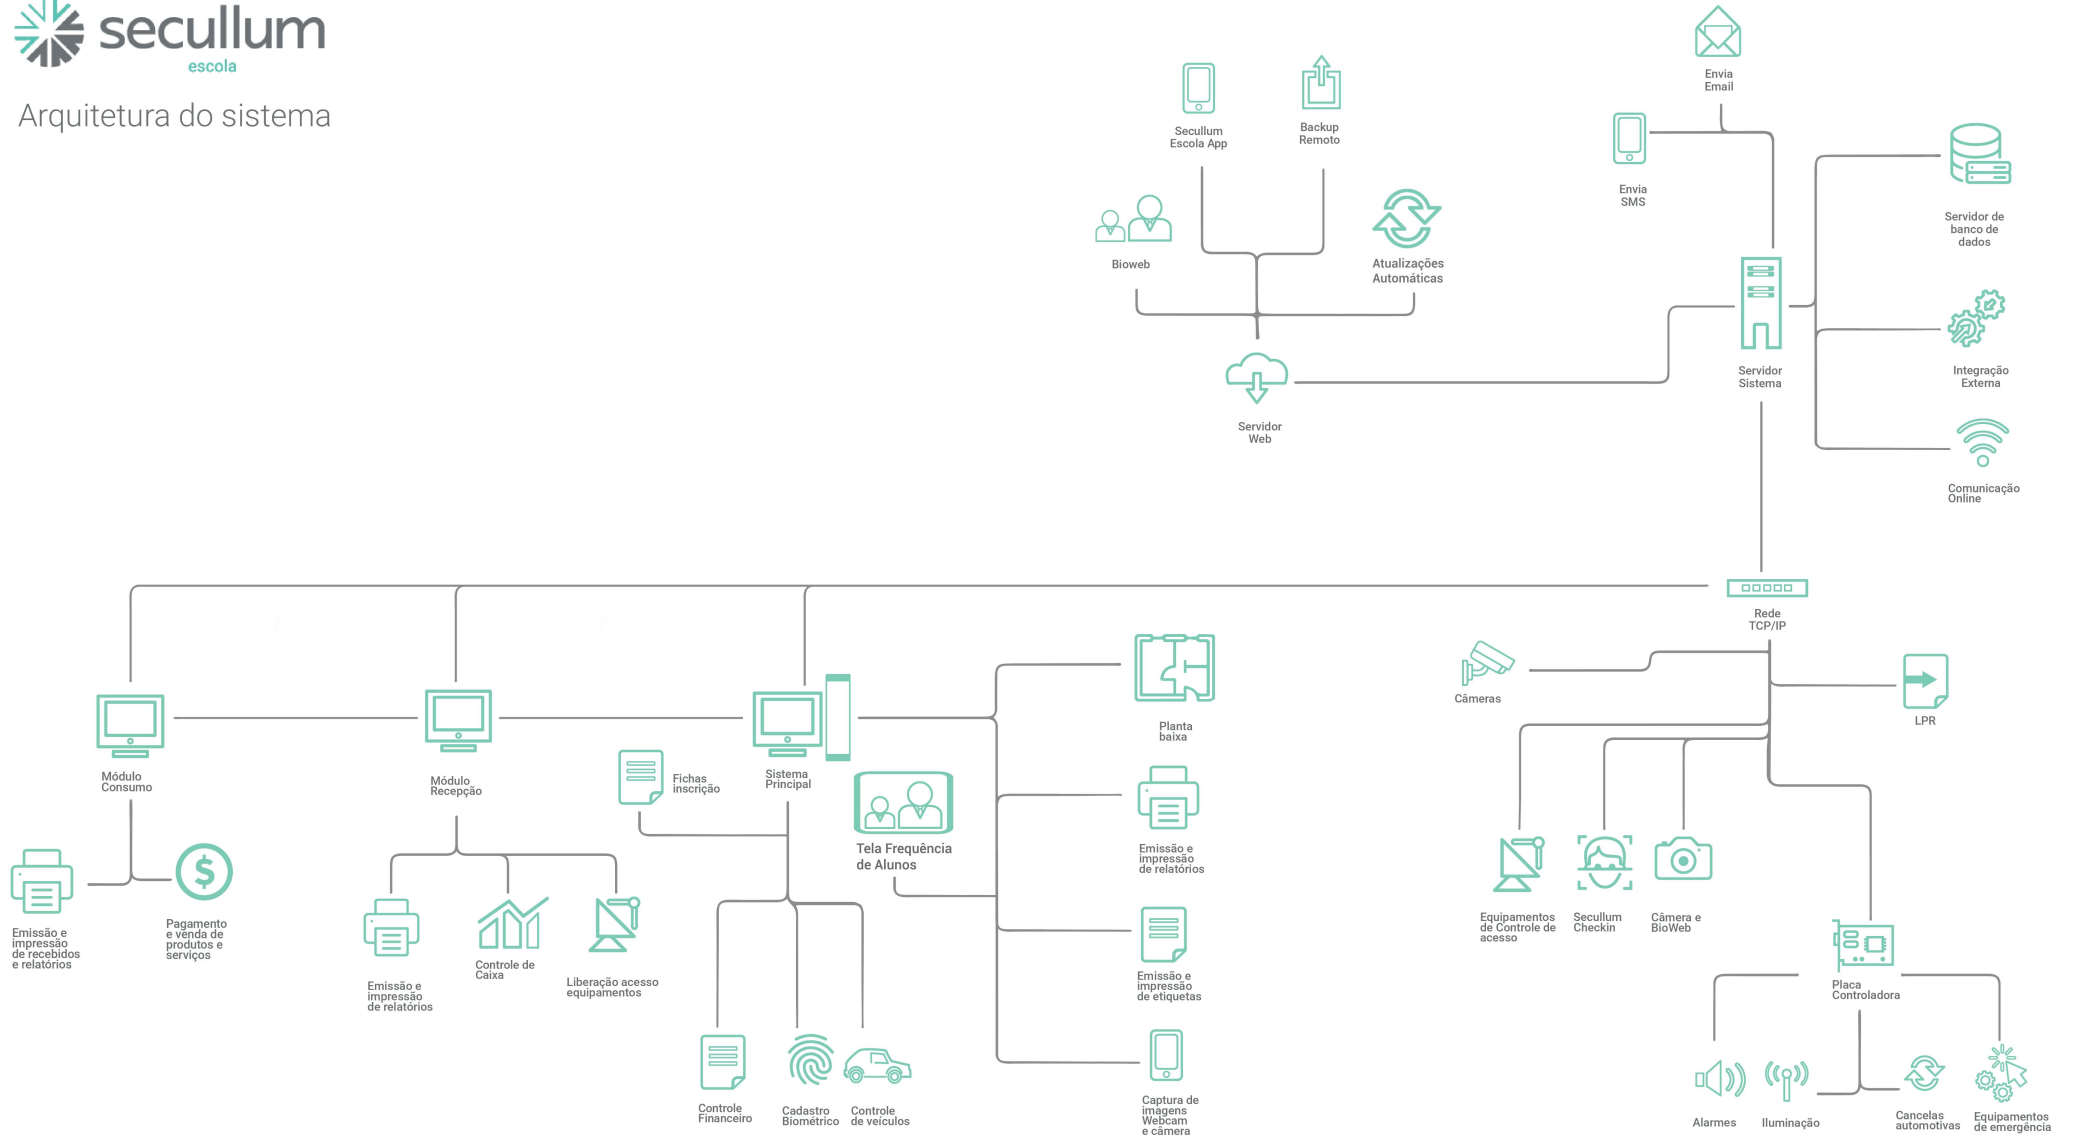 secullum
escola
Arquitetura do sistema
Envia
Email
Secullum
Escola App
Backup
Remoto
Envia
SMS
Servidor de
banco de
dados
Bioweb
Atualizações
Automáticas
Servidor
Sistema
Integração
Externa
Servidor
Web
Comunicação
Online
Rede
TCP/IP
Câmeras
LPR
Planta
baixa
Módulo
Consumo
Módulo
Recepção
Fichas
inscrição
Sistema
Principal
Tela Frequência
de Alunos
Emissão e
impressão
de relatórios
Emissão e
impressão
de recebidos
e relatórios
Pagamento
e venda de
produtos e
serviços
$
Emissão e
impressão
de relatórios
Controle de
Caixa
Liberação acesso
equipamentos
Emissão e
impressão
de etiquetas
Equipamentos
de Controle de
acesso
Secullum
Checkin
Câmera e
BioWeb
Placa
Controladora
Controle
Financeiro
Cadastro
Biométrico
Controle
de veículos
Captura de
imagens
Webcam
e câmera
Alarmes
Iluminação
Cancelas
automotivas
Equipamentos
de emergência